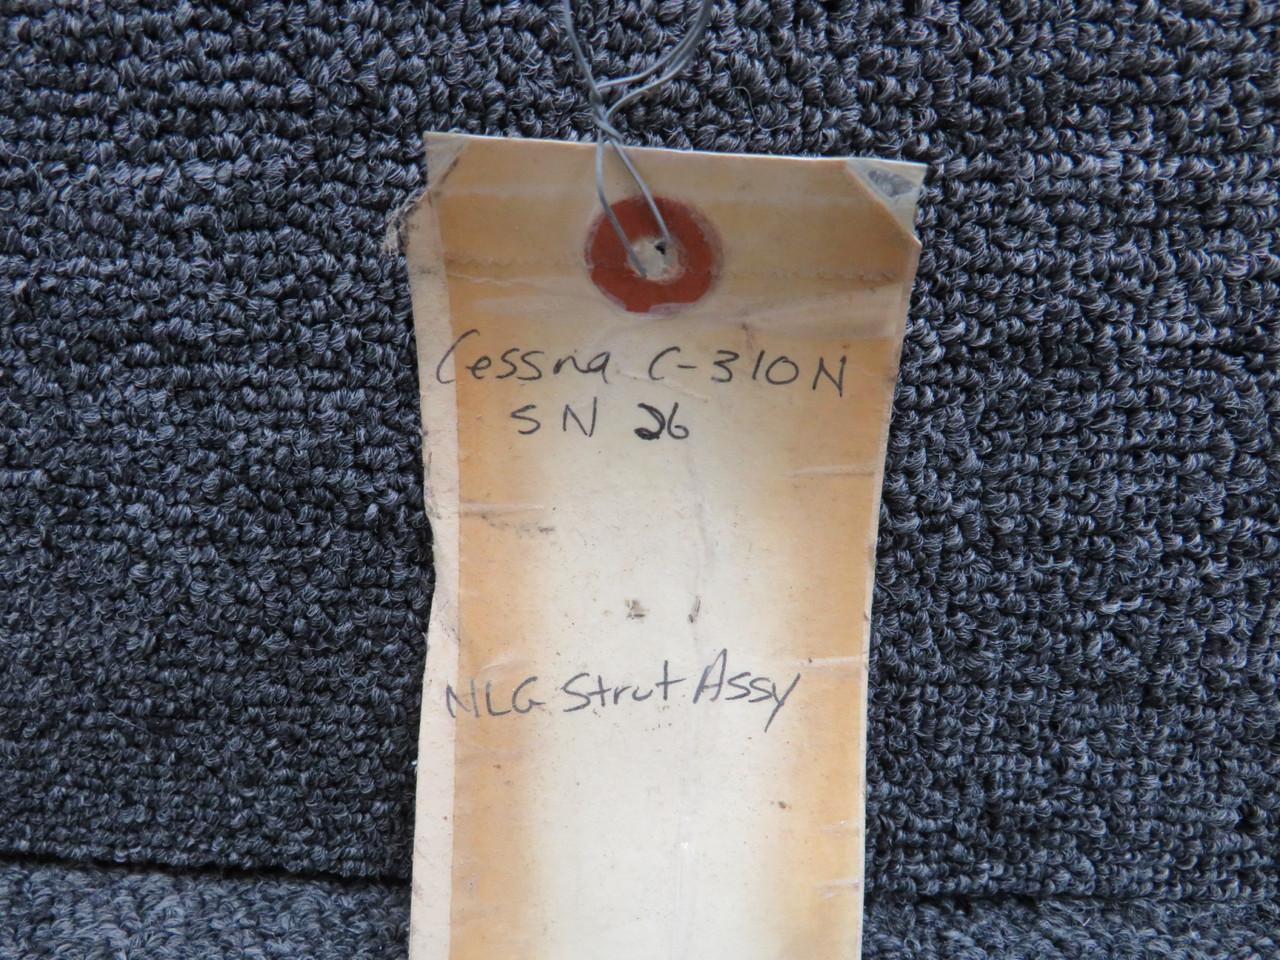 Cessna C-310N
SN 26
NLG Strut Assy